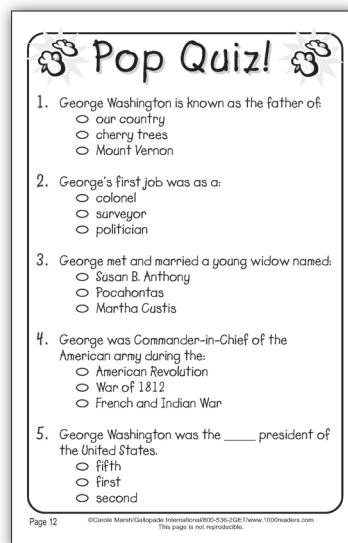 Pop Quiz!
1. George Washington is known as the father of:
our country
cherry trees
Mount Vernon
2. George's first job was as a:
colonel
surveyor
politician
3. George met and married a young widow named:
Susan B. Anthony
Pocahontas
Martha Custis
4. George was Commander-in-Chief of the
American army during the:
American Revolution
War of 1812
French and Indian War
5. George Washington was the _____ president of
the United States.
fifth
first
second
Page 12
©Carole Marsh/Gallopade International/800-536-2GET/www.1000readers.com
This page is not reproducible.